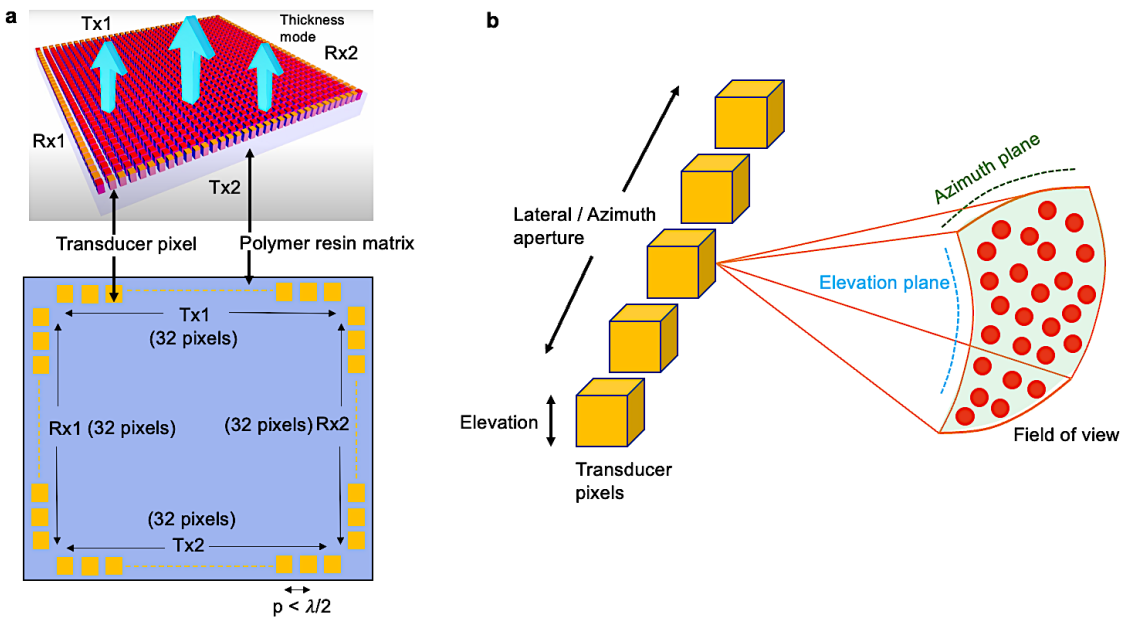 a
Tx1
Thickness
mode
Rx2
Rx1
Tx2
Transducer pixel
Polymer resin matrix
Tx1
(32 pixels)
Rx1 (32 pixels)
(32 pixels) Rx2
(32 pixels)
Tx2
p < λ/2
b
Lateral / Azimuth
aperture
Azimuth plane
Elevation plane
Elevation
Field of view
Transducer
pixels